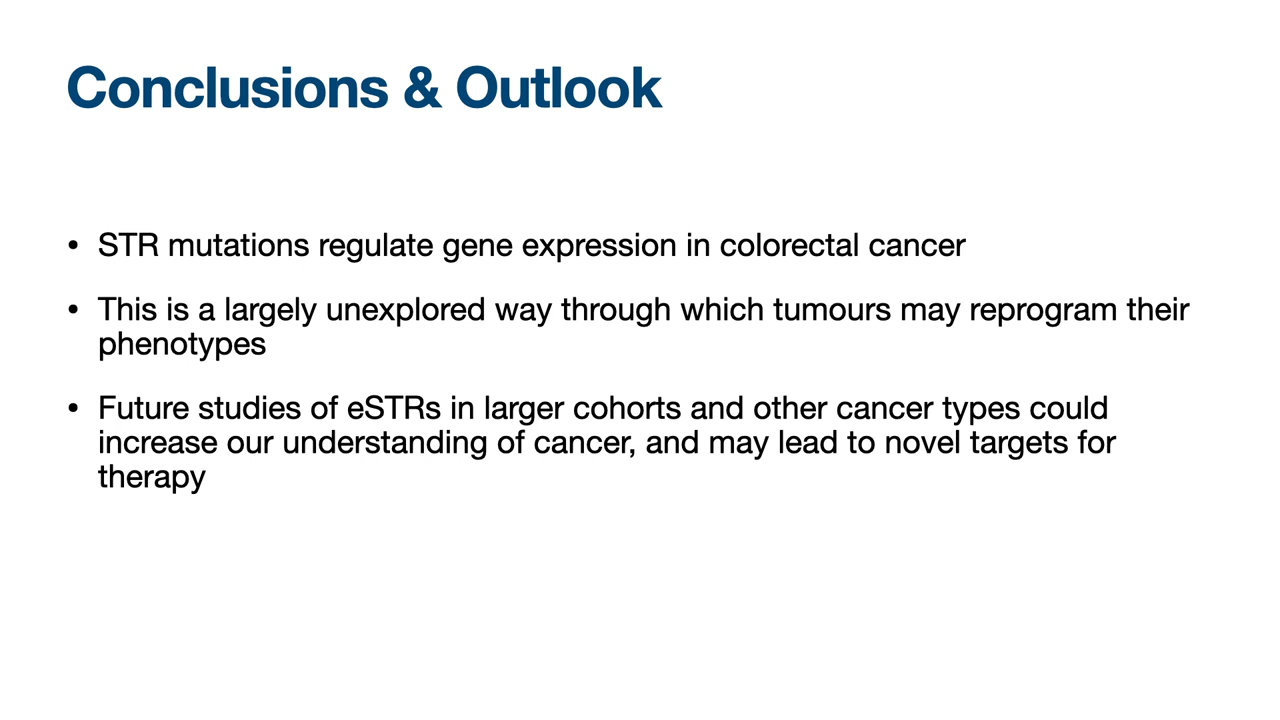 Conclusions & Outlook
• STR mutations regulate gene expression in colorectal cancer
• This is a largely unexplored way through which tumours may reprogram their
phenotypes
• Future studies of eSTRs in larger cohorts and other cancer types could
increase our understanding of cancer, and may lead to novel targets for
therapy